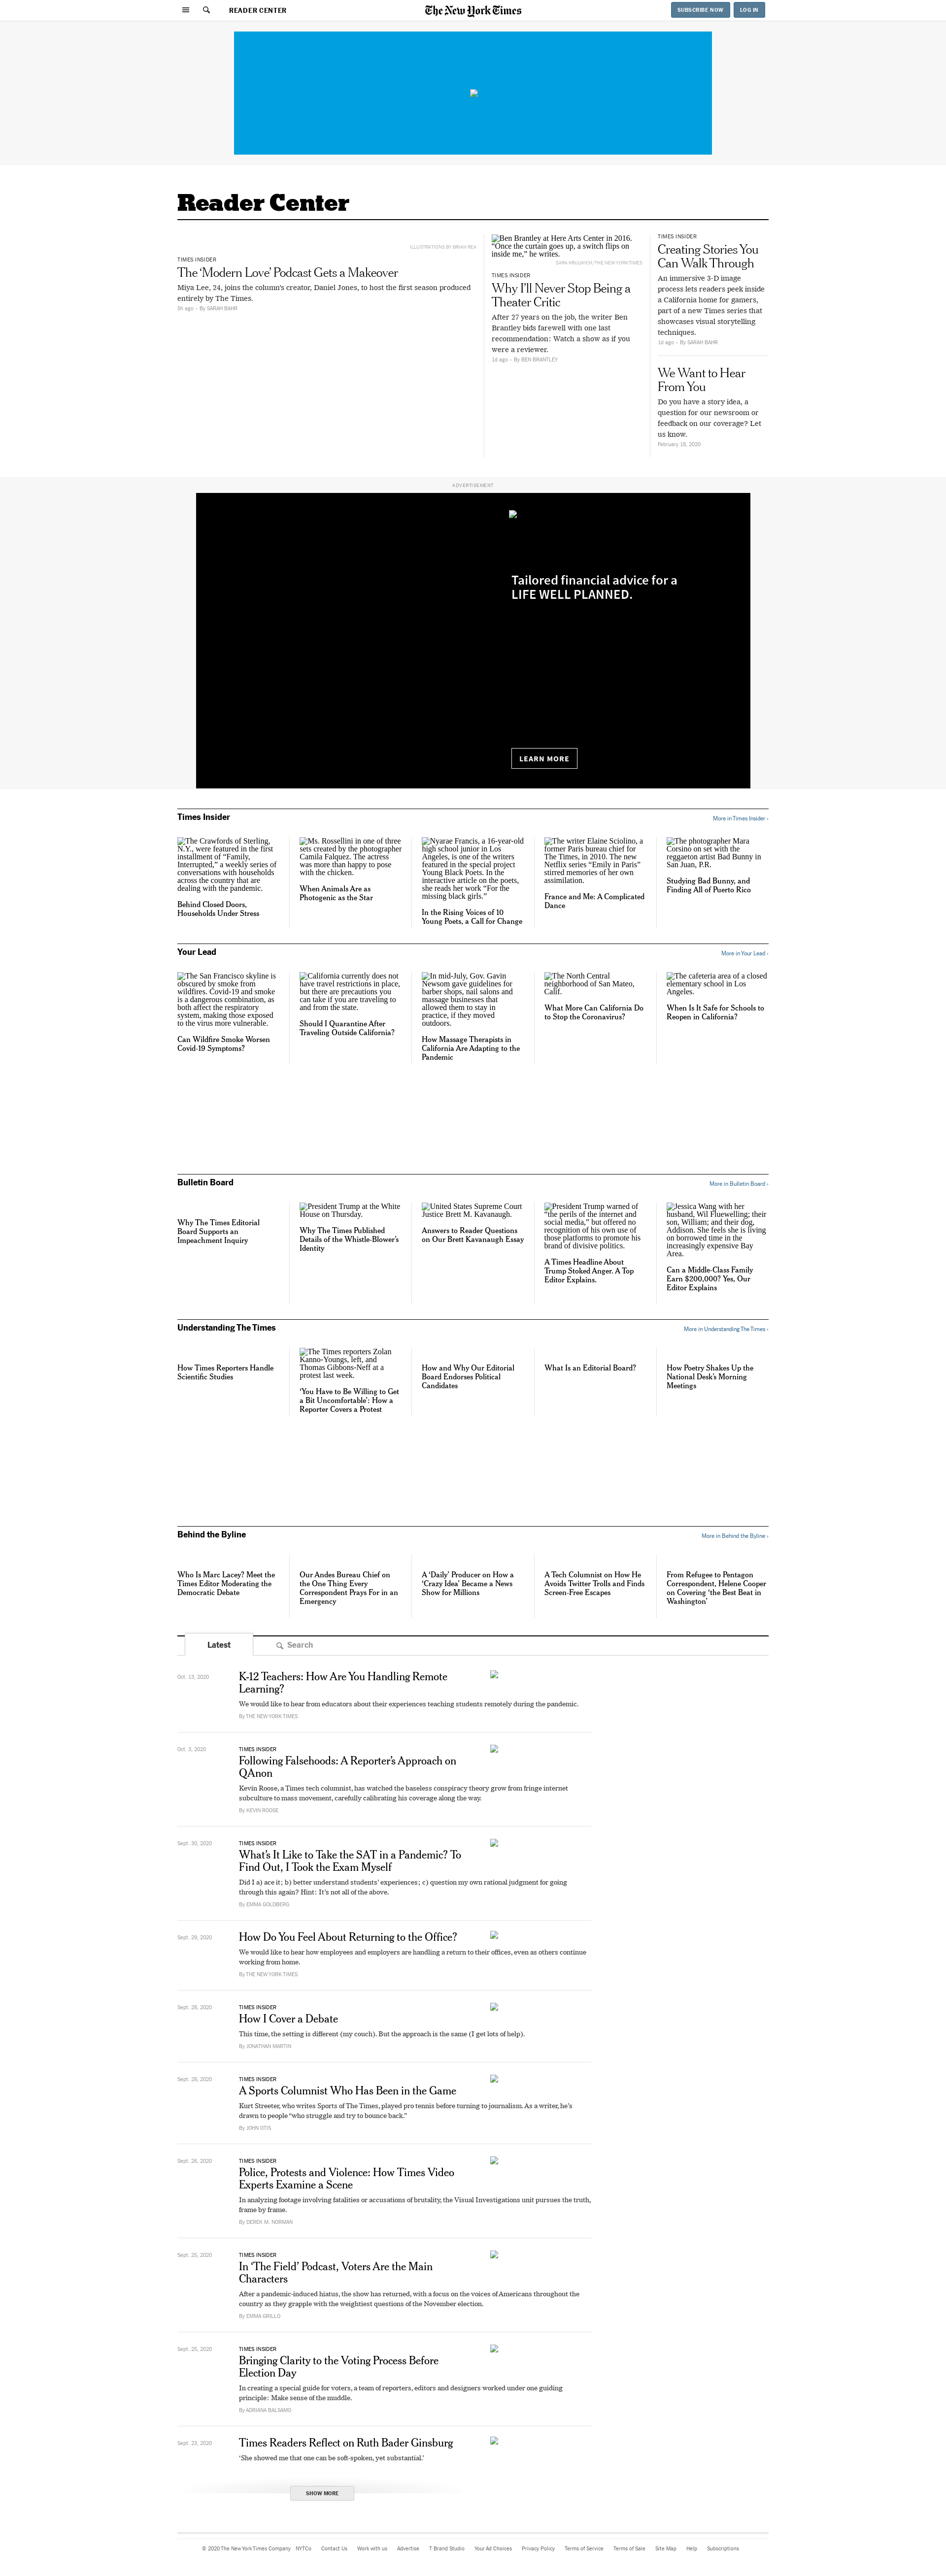 READER CENTER
The New York Times
SUBSCRIBE NOW
LOG IN
Reader Center
ILLUSTRATIONS BY BRIAN REA
TIMES INSIDER
The ‘Modern Love’ Podcast Gets a Makeover
Miya Lee, 24, joins the column’s creator, Daniel Jones, to host the first season produced
entirely by The Times.
5h ago – By SARAH BAHR
Ben Brantley at Here Arts Center in 2016.
“Once the curtain goes up, a switch flips on
inside me,” he writes.
SARA KRULWICH/THE NEW YORK TIMES
TIMES INSIDER
Why I’ll Never Stop Being a
Theater Critic
After 27 years on the job, the writer Ben
Brantley bids farewell with one last
recommendation: Watch a show as if you
were a reviewer.
1d ago – By BEN BRANTLEY
TIMES INSIDER
Creating Stories You
Can Walk Through
An immersive 3-D image
process lets readers peek inside
a California home for gamers,
part of a new Times series that
showcases visual storytelling
techniques.
1d ago – By SARAH BAHR
We Want to Hear
From You
Do you have a story idea, a
question for our newsroom or
feedback on our coverage? Let
us know.
February 18, 2020
ADVERTISEMENT
Tailored financial advice for a
LIFE WELL PLANNED.
LEARN MORE
Times Insider
More in Times Insider ›
The Crawfords of Sterling,
N.Y., were featured in the first
installment of “Family,
Interrupted,” a weekly series of
conversations with households
across the country that are
dealing with the pandemic.
Behind Closed Doors,
Households Under Stress
Ms. Rossellini in one of three
sets created by the photographer
Camila Falquez. The actress
was more than happy to pose
with the chicken.
When Animals Are as
Photogenic as the Star
Nyarae Francis, a 16-year-old
high school junior in Los
Angeles, is one of the writers
featured in the special project
Young Black Poets. In the
interactive article on the poets,
she reads her work “For the
missing black girls.”
In the Rising Voices of 10
Young Poets, a Call for Change
The writer Elaine Sciolino, a
former Paris bureau chief for
The Times, in 2010. The new
Netflix series “Emily in Paris”
stirred memories of her own
assimilation.
France and Me: A Complicated
Dance
The photographer Mara
Corsino on set with the
reggaeton artist Bad Bunny in
San Juan, P.R.
Studying Bad Bunny, and
Finding All of Puerto Rico
Your Lead
More in Your Lead ›
The San Francisco skyline is
obscured by smoke from
wildfires. Covid-19 and smoke
is a dangerous combination, as
both affect the respiratory
system, making those exposed
to the virus more vulnerable.
Can Wildfire Smoke Worsen
Covid-19 Symptoms?
California currently does not
have travel restrictions in place,
but there are precautions you
can take if you are traveling to
and from the state.
Should I Quarantine After
Traveling Outside California?
In mid-July, Gov. Gavin
Newsom gave guidelines for
barber shops, nail salons and
massage businesses that
allowed them to stay in
practice, if they moved
outdoors.
How Massage Therapists in
California Are Adapting to the
Pandemic
The North Central
neighborhood of San Mateo,
Calif.
What More Can California Do
to Stop the Coronavirus?
The cafeteria area of a closed
elementary school in Los
Angeles.
When Is It Safe for Schools to
Reopen in California?
Bulletin Board
More in Bulletin Board ›
Why The Times Editorial
Board Supports an
Impeachment Inquiry
President Trump at the White
House on Thursday.
Why The Times Published
Details of the Whistle-Blower’s
Identity
United States Supreme Court
Justice Brett M. Kavanaugh.
Answers to Reader Questions
on Our Brett Kavanaugh Essay
President Trump warned of
“the perils of the internet and
social media,” but offered no
recognition of his own use of
those platforms to promote his
brand of divisive politics.
A Times Headline About
Trump Stoked Anger. A Top
Editor Explains.
Jessica Wang with her
husband, Wil Fluewelling; their
son, William; and their dog,
Addison. She feels she is living
on borrowed time in the
increasingly expensive Bay
Area.
Can a Middle-Class Family
Earn $200,000? Yes, Our
Editor Explains
Understanding The Times
More in Understanding The Times ›
How Times Reporters Handle
Scientific Studies
The Times reporters Zolan
Kanno-Youngs, left, and
Thomas Gibbons-Neff at a
protest last week.
‘You Have to Be Willing to Get
a Bit Uncomfortable’: How a
Reporter Covers a Protest
How and Why Our Editorial
Board Endorses Political
Candidates
What Is an Editorial Board?
How Poetry Shakes Up the
National Desk’s Morning
Meetings
Behind the Byline
More in Behind the Byline ›
Who Is Marc Lacey? Meet the
Times Editor Moderating the
Democratic Debate
Our Andes Bureau Chief on
the One Thing Every
Correspondent Prays For in an
Emergency
A ‘Daily’ Producer on How a
‘Crazy Idea’ Became a News
Show for Millions
A Tech Columnist on How He
Avoids Twitter Trolls and Finds
Screen-Free Escapes
From Refugee to Pentagon
Correspondent, Helene Cooper
on Covering ‘the Best Beat in
Washington’
Latest
Search
Oct. 13, 2020
K-12 Teachers: How Are You Handling Remote
Learning?
We would like to hear from educators about their experiences teaching students remotely during the pandemic.
By THE NEW YORK TIMES
Oct. 3, 2020
TIMES INSIDER
Following Falsehoods: A Reporter’s Approach on
QAnon
Kevin Roose, a Times tech columnist, has watched the baseless conspiracy theory grow from fringe internet
subculture to mass movement, carefully calibrating his coverage along the way.
By KEVIN ROOSE
Sept. 30, 2020
TIMES INSIDER
What’s It Like to Take the SAT in a Pandemic? To
Find Out, I Took the Exam Myself
Did I a) ace it; b) better understand students’ experiences; c) question my own rational judgment for going
through this again? Hint: It’s not all of the above.
By EMMA GOLDBERG
Sept. 29, 2020
How Do You Feel About Returning to the Office?
We would like to hear how employees and employers are handling a return to their offices, even as others continue
working from home.
By THE NEW YORK TIMES
Sept. 28, 2020
TIMES INSIDER
How I Cover a Debate
This time, the setting is different (my couch). But the approach is the same (I get lots of help).
By JONATHAN MARTIN
Sept. 28, 2020
TIMES INSIDER
A Sports Columnist Who Has Been in the Game
Kurt Streeter, who writes Sports of The Times, played pro tennis before turning to journalism. As a writer, he’s
drawn to people “who struggle and try to bounce back.”
By JOHN OTIS
Sept. 26, 2020
TIMES INSIDER
Police, Protests and Violence: How Times Video
Experts Examine a Scene
In analyzing footage involving fatalities or accusations of brutality, the Visual Investigations unit pursues the truth,
frame by frame.
By DEREK M. NORMAN
Sept. 25, 2020
TIMES INSIDER
In ‘The Field’ Podcast, Voters Are the Main
Characters
After a pandemic-induced hiatus, the show has returned, with a focus on the voices of Americans throughout the
country as they grapple with the weightiest questions of the November election.
By EMMA GRILLO
Sept. 25, 2020
TIMES INSIDER
Bringing Clarity to the Voting Process Before
Election Day
In creating a special guide for voters, a team of reporters, editors and designers worked under one guiding
principle: Make sense of the muddle.
By ADRIANA BALSAMO
Sept. 23, 2020
Times Readers Reflect on Ruth Bader Ginsburg
‘She showed me that one can be soft-spoken, yet substantial.’
SHOW MORE
© 2020 The New York Times Company NYTCo Contact Us Work with us Advertise T Brand Studio Your Ad Choices Privacy Policy Terms of Service Terms of Sale Site Map Help Subscriptions